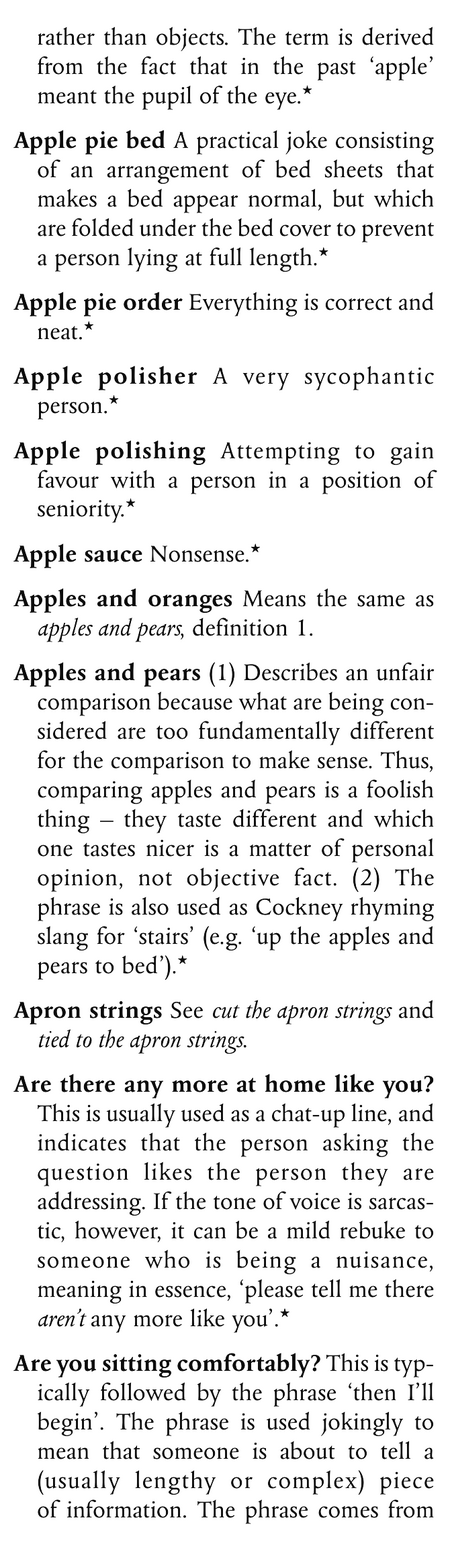 rather than objects. The term is derived
from the fact that in the past ‘apple’
meant the pupil of the eye.★
Apple pie bed A practical joke consisting
of an arrangement of bed sheets that
makes a bed appear normal, but which
are folded under the bed cover to prevent
a person lying at full length.★
Apple pie order Everything is correct and
neat.★
Apple polisher A very sycophantic
person.★
Apple polishing Attempting to gain
favour with a person in a position of
seniority.★
Apple sauce Nonsense.★
Apples and oranges Means the same as
apples and pears, definition 1.
Apples and pears (1) Describes an unfair
comparison because what are being con-
sidered are too fundamentally different
for the comparison to make sense. Thus,
comparing apples and pears is a foolish
thing – they taste different and which
one tastes nicer is a matter of personal
opinion, not objective fact. (2) The
phrase is also used as Cockney rhyming
slang for ‘stairs’ (e.g. ‘up the apples and
pears to bed’).★
Apron strings See cut the apron strings and
tied to the apron strings.
Are there any more at home like you?
This is usually used as a chat-up line, and
indicates that the person asking the
question likes the person they are
addressing. If the tone of voice is sarcas-
tic, however, it can be a mild rebuke to
someone who is being a nuisance,
meaning in essence, ‘please tell me there
aren’t any more like you’.★
Are you sitting comfortably? This is typ-
ically followed by the phrase ‘then I’ll
begin’. The phrase is used jokingly to
mean that someone is about to tell a
(usually lengthy or complex) piece
of information. The phrase comes from